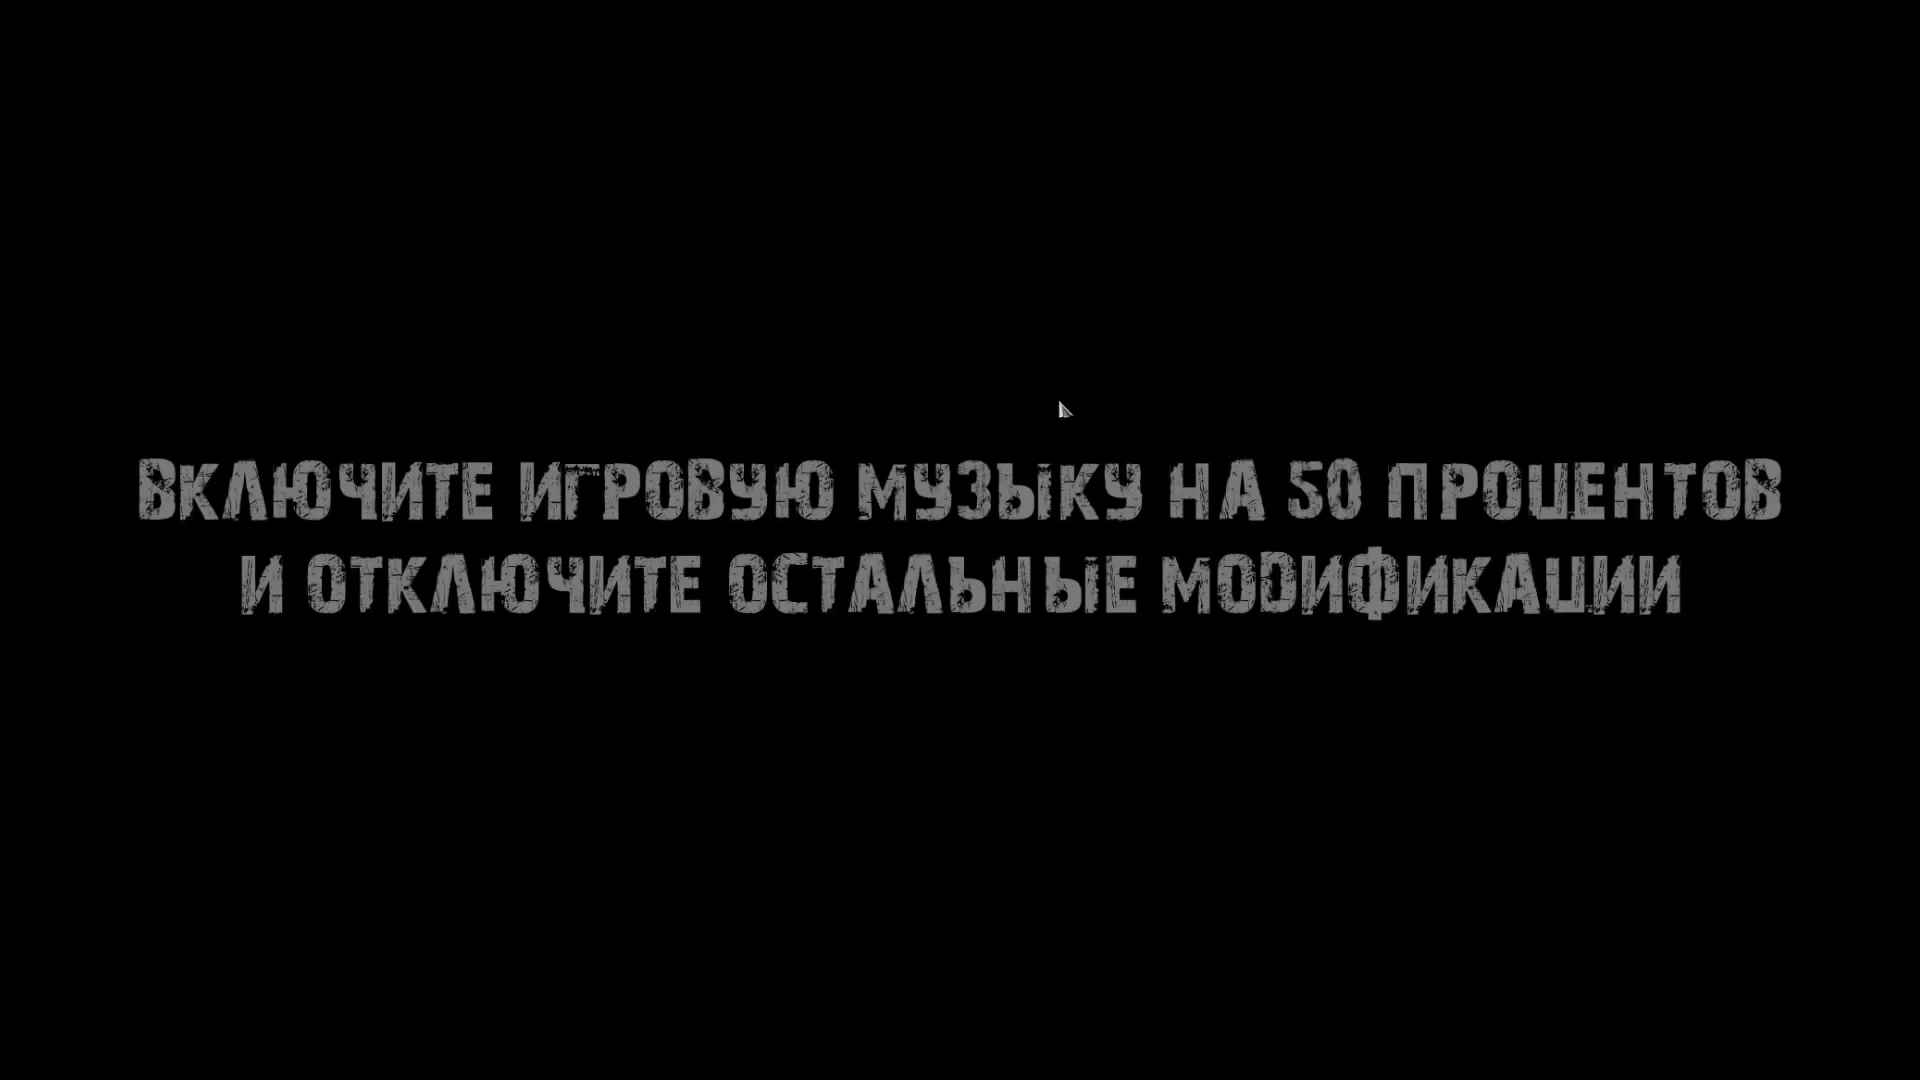 ВКЛЮЧИТЕ ИГРОВУЮ МУЗЫКУ НА 50 ПРОЦЕНТОВ
И ОТКЛЮЧИТЕ ОСТАЛЬНЫЕ МОДИФИКАЦИИ